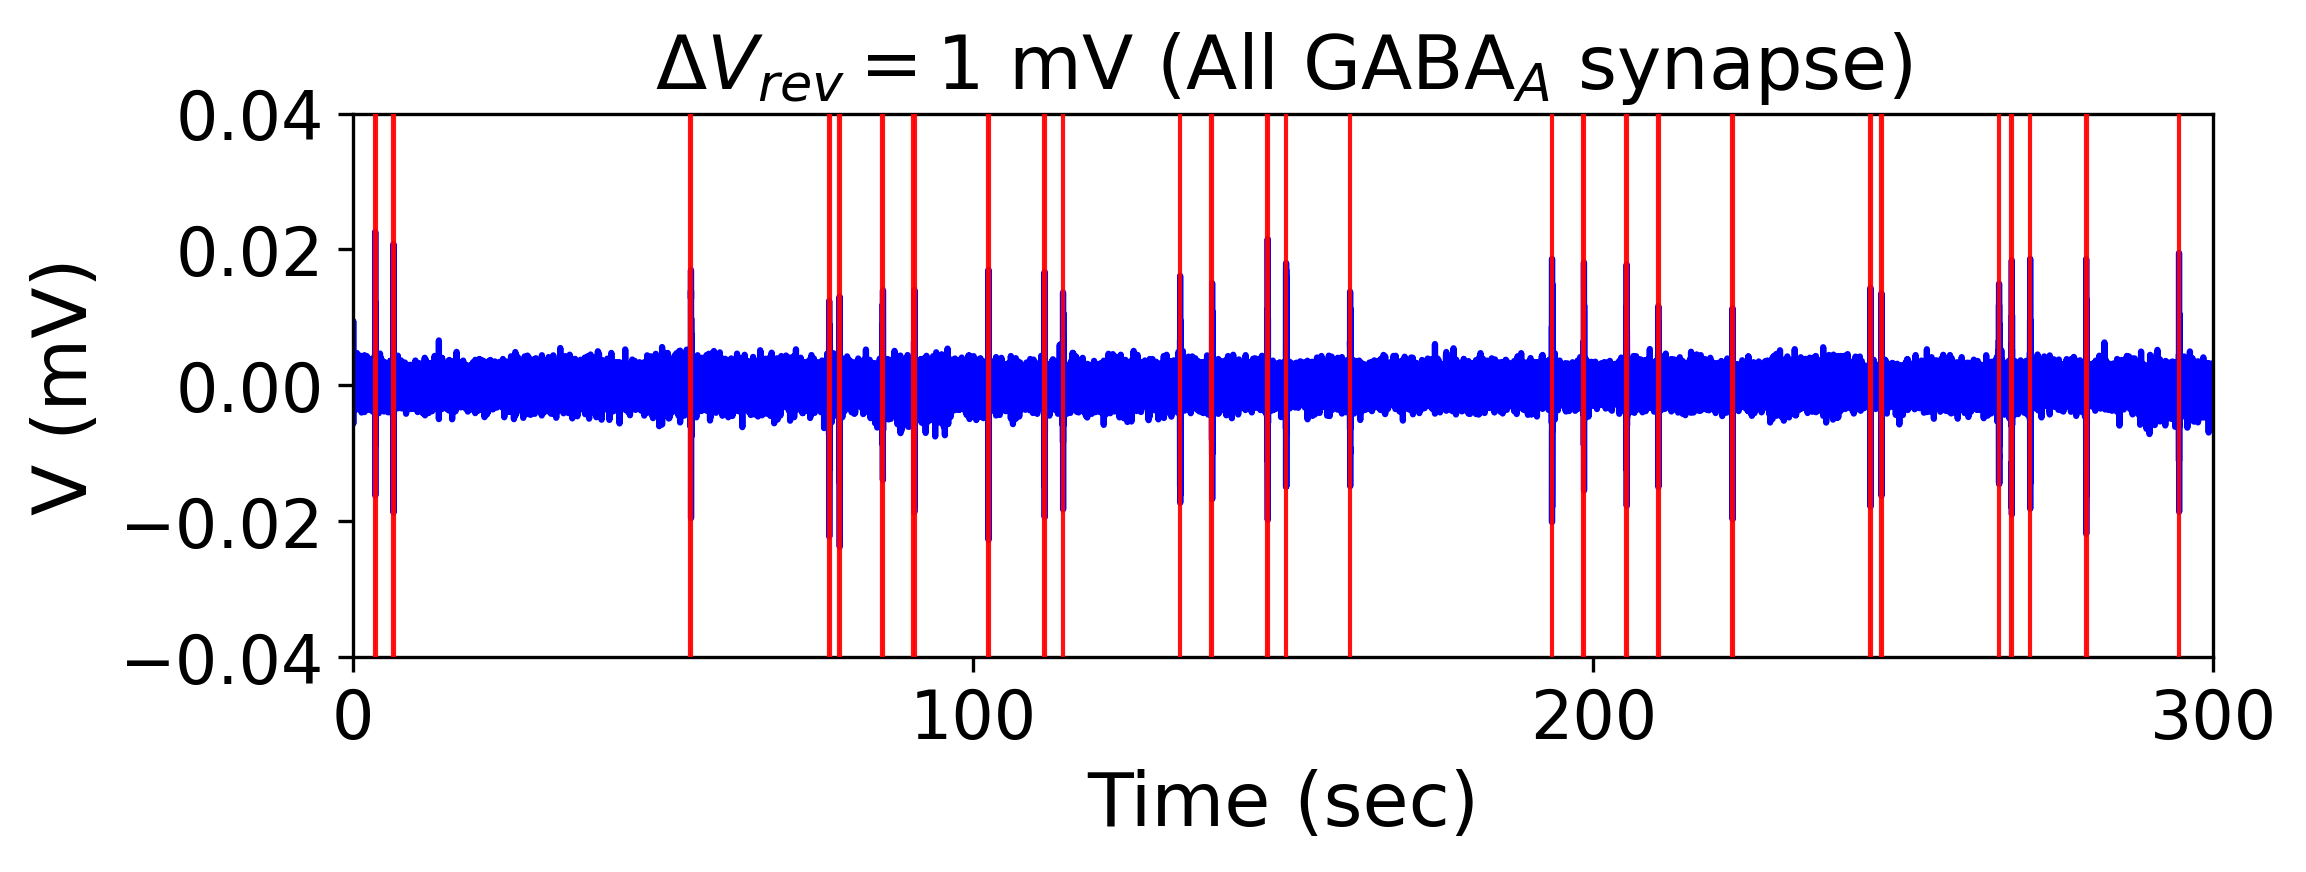 ΔV_rev = 1 mV (All GABA_A synapse)
0.04
0.02
0.00
−0.02
−0.04
V (mV)
0 100 200 300
Time (sec)